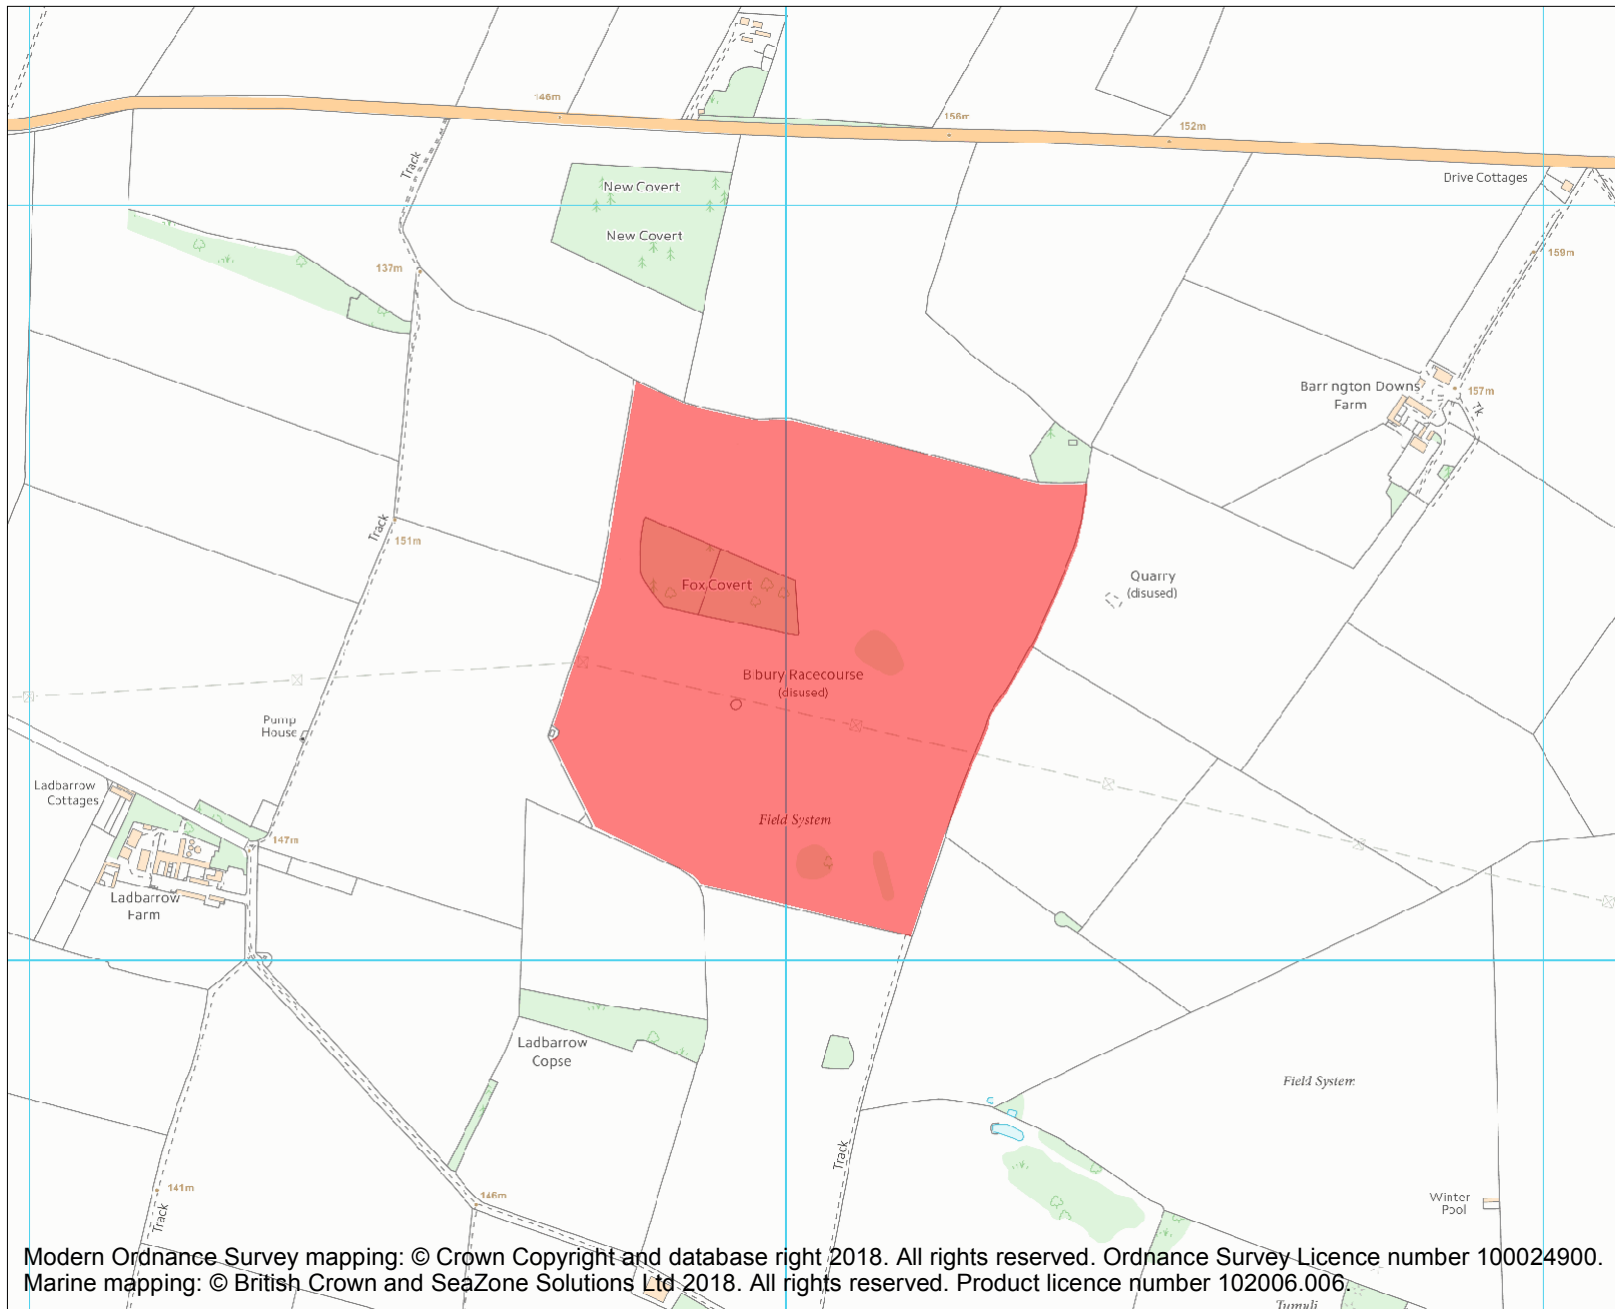 146m
156m
152m
Track
Drive Cottages
New Covert
New Covert
159m
137m
Barrington Downs
Farm
157m
Tk
Track
151m
Fox Covert
Quarry
(disused)
Bibury Racecourse
(disused)
Pump
House
Ladbarrow
Cottages
Field System
147m
Ladbarrow
Farm
Ladbarrow
Copse
Field System
Track
141m
146m
Track
Winter
Pool
Modern Ordnance Survey mapping: © Crown Copyright and database right 2018. All rights reserved. Ordnance Survey Licence number 100024900.
Marine mapping: © British Crown and SeaZone Solutions Ltd 2018. All rights reserved. Product licence number 102006.006.
Tumuli